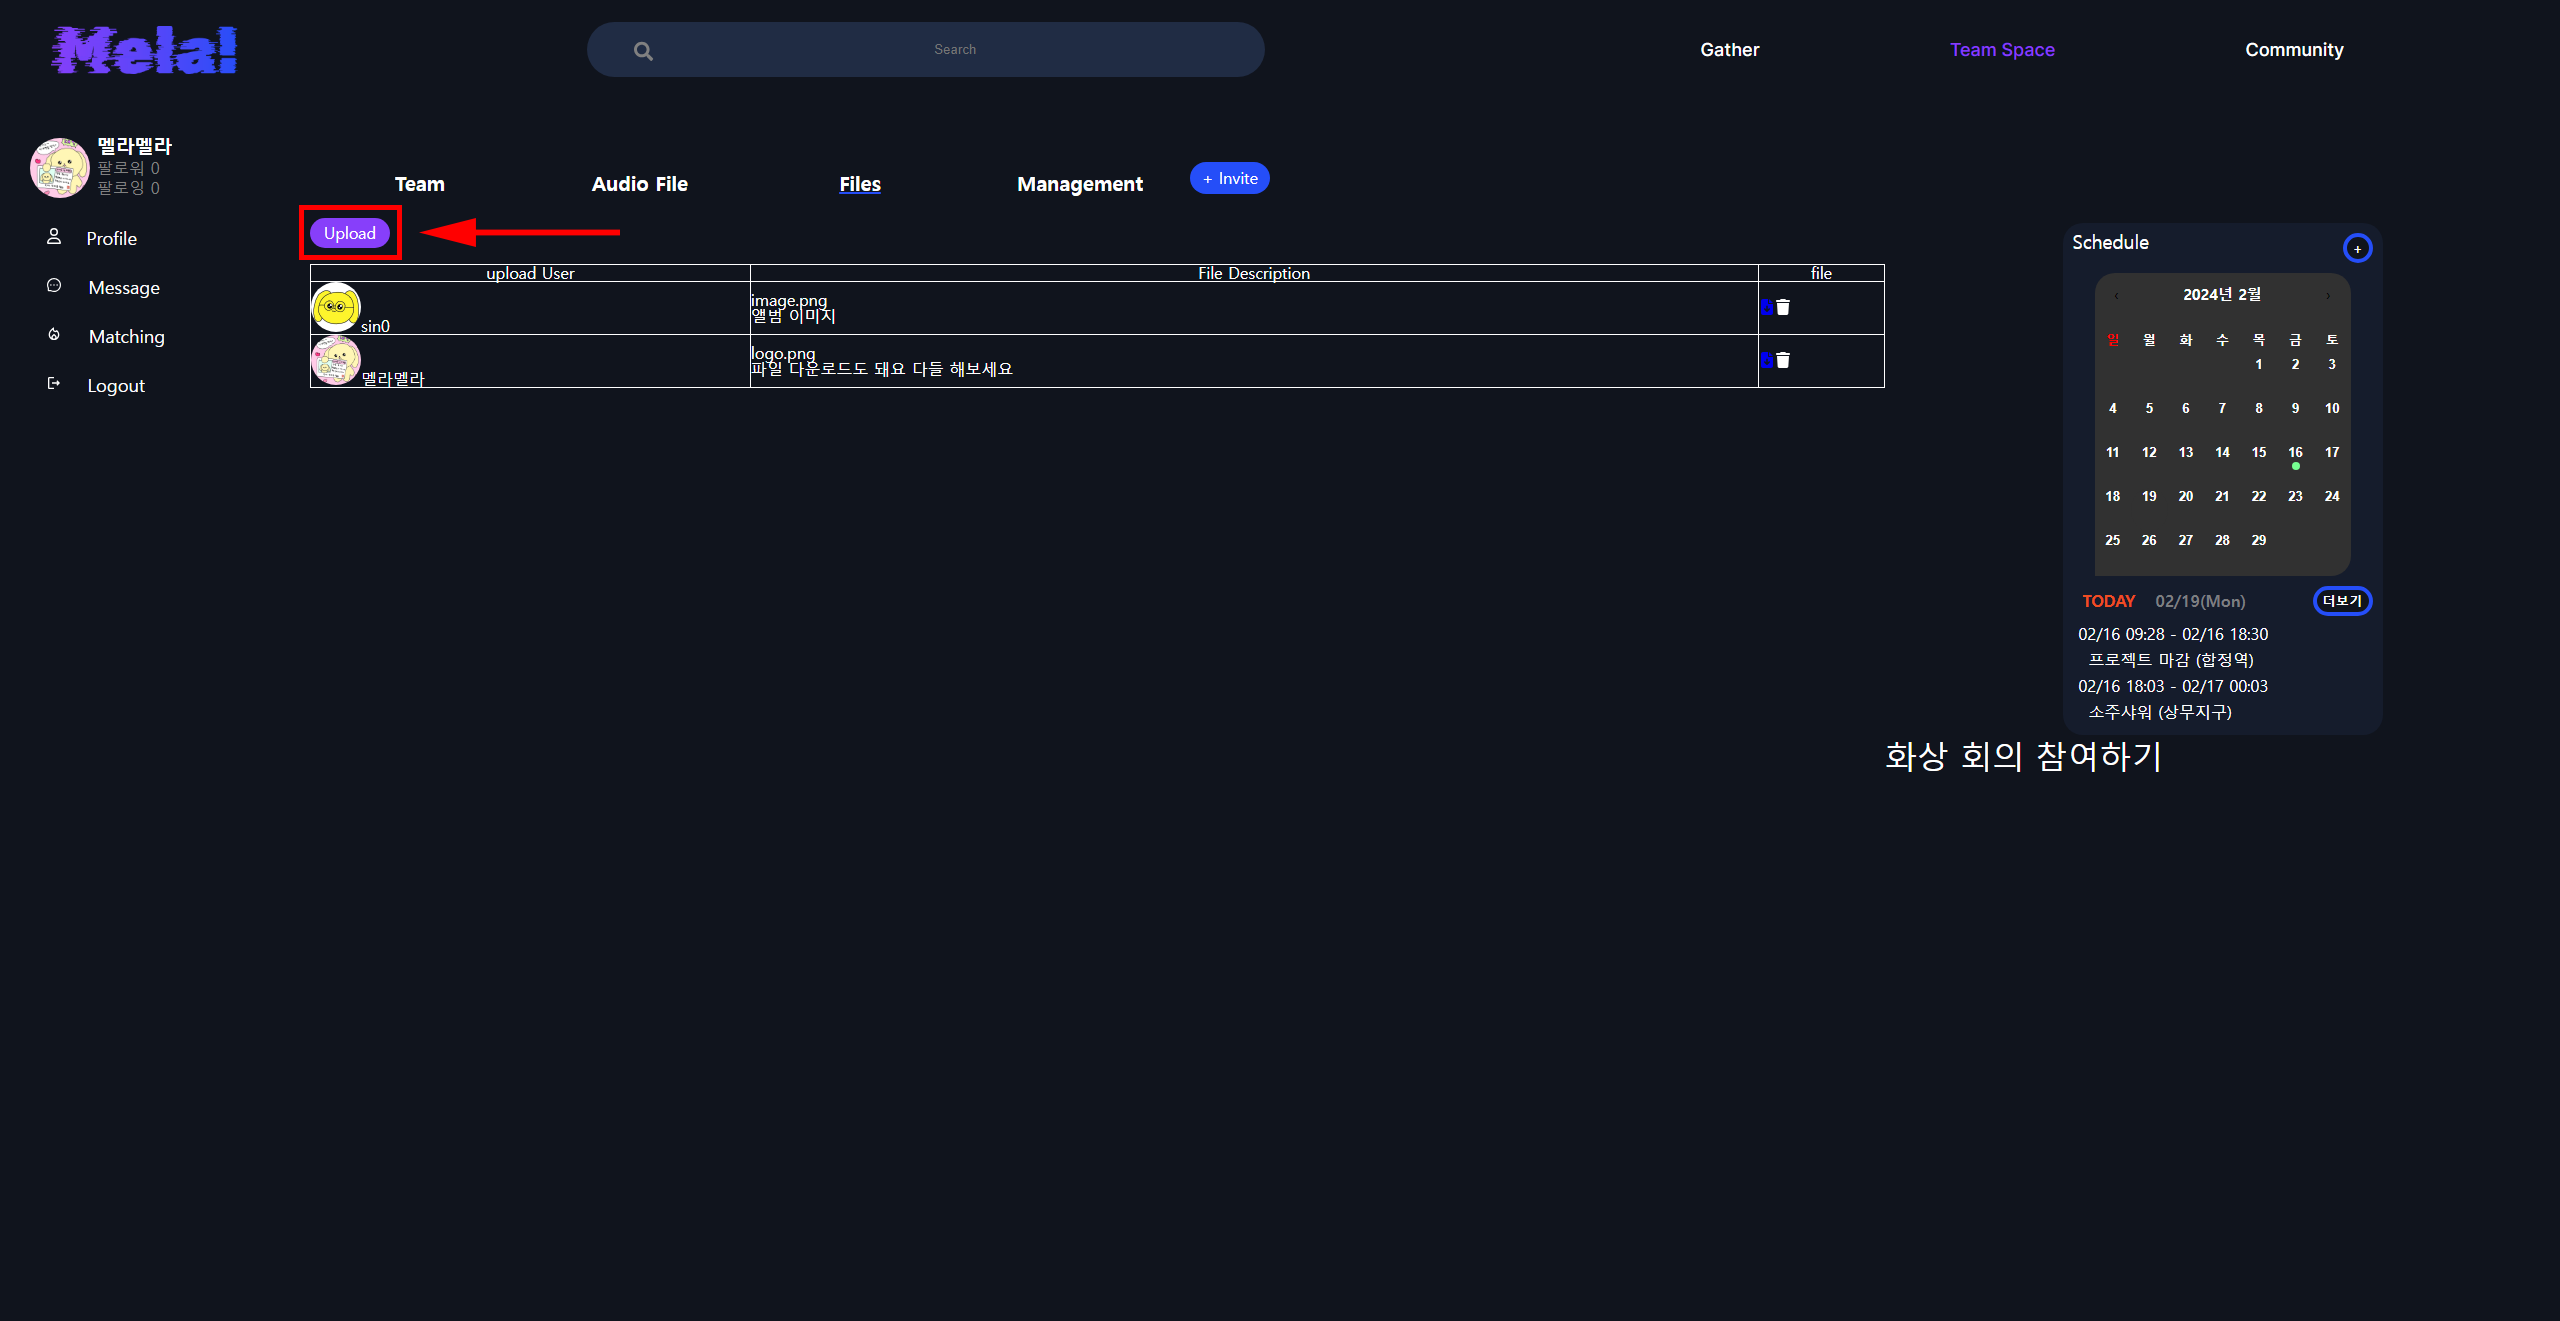 Mela!
Search
Gather
Team Space
Community
멜라멜라
팔로워 0
팔로잉 0
Profile
Message
Matching
Logout
Team
Audio File
Files
Management
+ Invite
Upload
upload User
File Description
file
sin0
image.png
앨범 이미지
멜라멜라
logo.png
파일 다운로드도 돼요 다들 해보세요
Schedule
+
‹ 2024년 2월 ›
일 월 화 수 목 금 토
1 2 3
4 5 6 7 8 9 10
11 12 13 14 15 16 17
18 19 20 21 22 23 24
25 26 27 28 29
TODAY 02/19(Mon) 더보기
02/16 09:28 - 02/16 18:30
프로젝트 마감 (합정역)
02/16 18:03 - 02/17 00:03
소주샤워 (상무지구)
화상 회의 참여하기